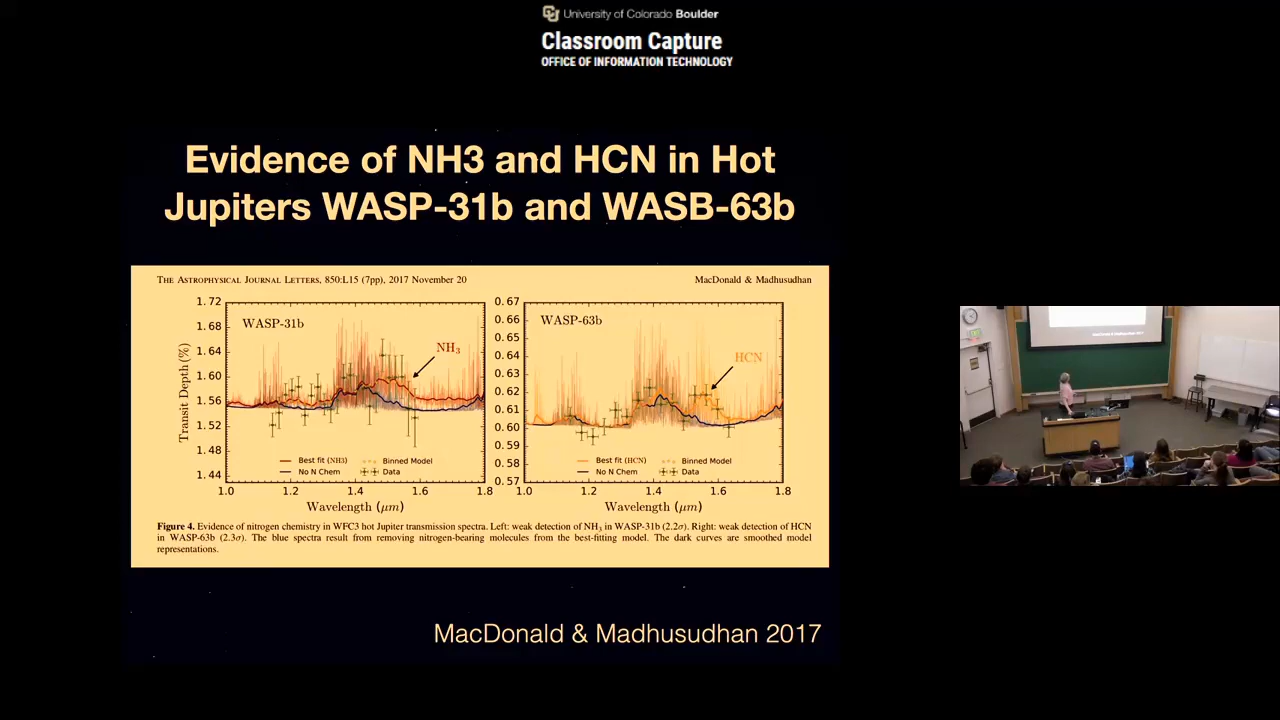 University of Colorado Boulder
Classroom Capture
OFFICE OF INFORMATION TECHNOLOGY
Evidence of NH3 and HCN in Hot
Jupiters WASP-31b and WASB-63b
THE ASTROPHYSICAL JOURNAL LETTERS, 850:L15 (7pp), 2017 November 20
MacDonald & Madhusudhan
1.72
1.68
1.64
1.60
1.56
1.52
1.48
1.44
Transit Depth (%)
WASP-31b
NH₃
Best fit (NH3)
Binned Model
No N Chem
Data
1.0 1.2 1.4 1.6 1.8
Wavelength (μm)
0.67
0.66
0.65
0.64
0.63
0.62
0.61
0.60
0.59
0.58
0.57
WASP-63b
HCN
Best fit (HCN)
Binned Model
No N Chem
Data
1.0 1.2 1.4 1.6 1.8
Wavelength (μm)
Figure 4. Evidence of nitrogen chemistry in WFC3 hot Jupiter transmission spectra. Left: weak detection of NH₃ in WASP-31b (2.2σ). Right: weak detection of HCN
in WASP-63b (2.3σ). The blue spectra result from removing nitrogen-bearing molecules from the best-fitting model. The dark curves are smoothed model
representations.
MacDonald & Madhusudhan 2017
MacDonald & Madhusudhan 2017